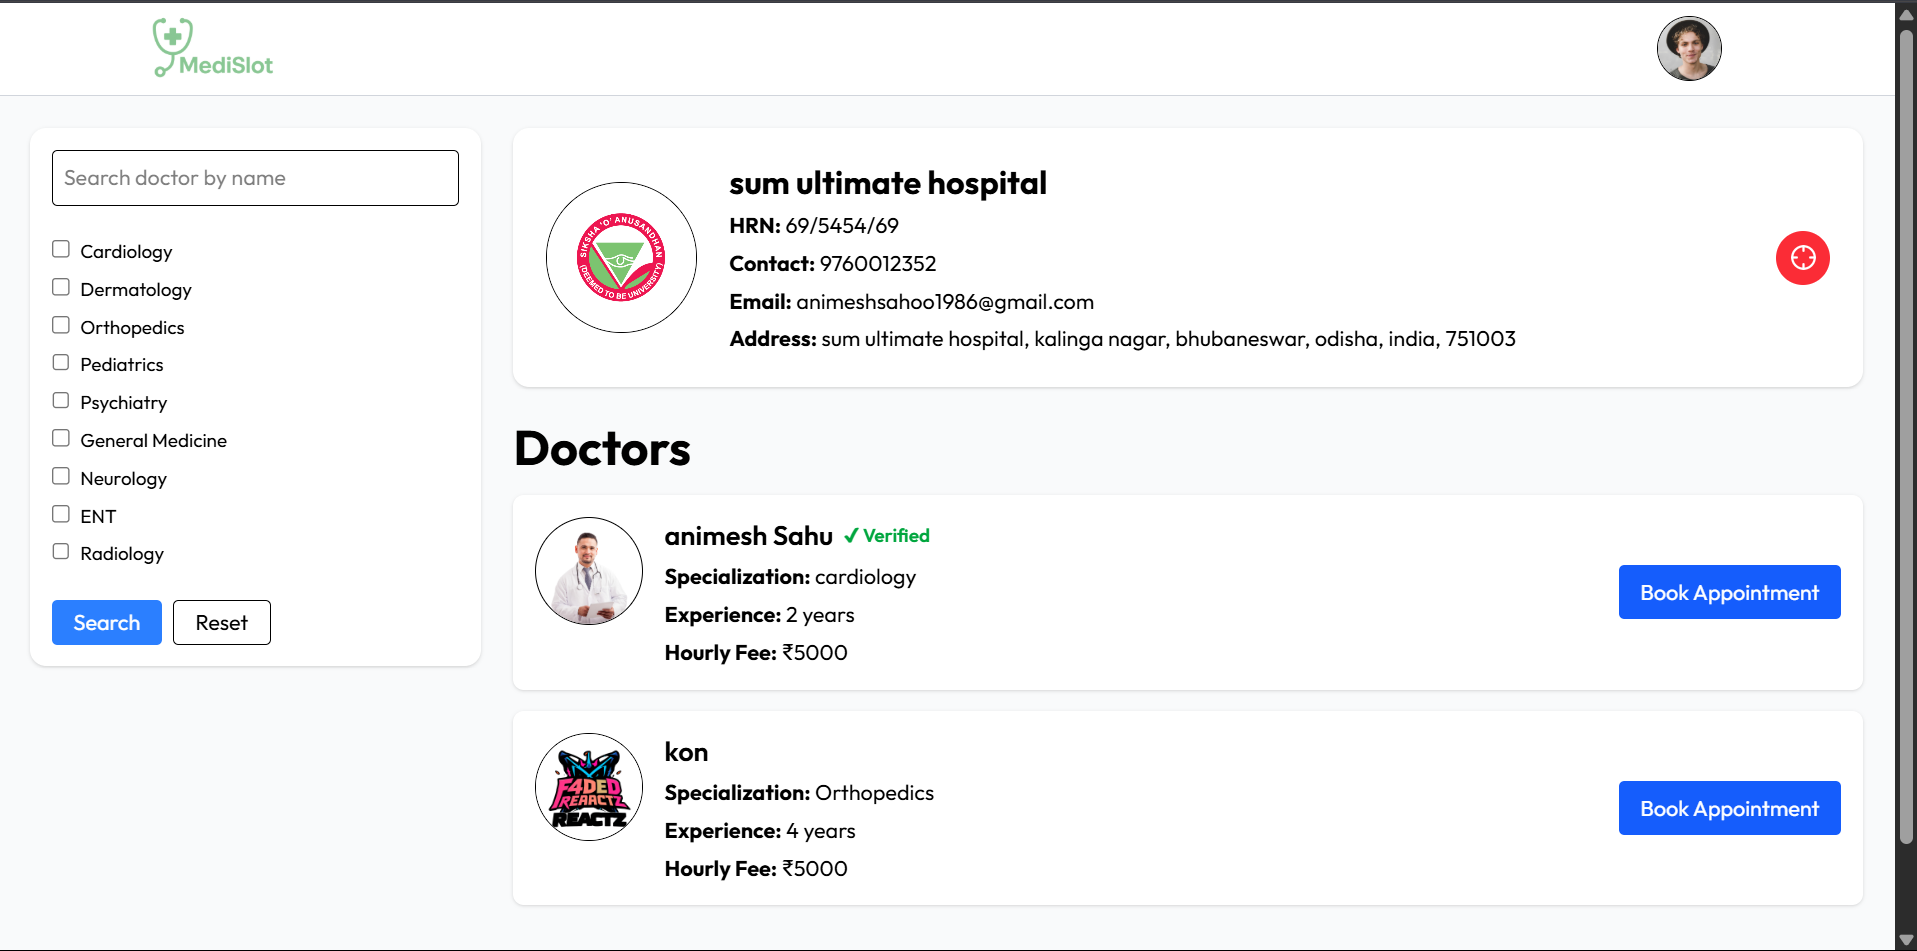 MediSlot
Search doctor by name
Cardiology
Dermatology
Orthopedics
Pediatrics
Psychiatry
General Medicine
Neurology
ENT
Radiology
Search Reset
SIKSHA 'O' ANUSANDHAN
(DEEMED TO BE UNIVERSITY)
sum ultimate hospital
HRN: 69/5454/69
Contact: 9760012352
Email: animeshsahoo1986@gmail.com
Address: sum ultimate hospital, kalinga nagar, bhubaneswar, odisha, india, 751003
Doctors
animesh Sahu ✓ Verified
Specialization: cardiology
Experience: 2 years
Hourly Fee: ₹5000
Book Appointment
F4DED
REAACTZ
REACTZ
kon
Specialization: Orthopedics
Experience: 4 years
Hourly Fee: ₹5000
Book Appointment